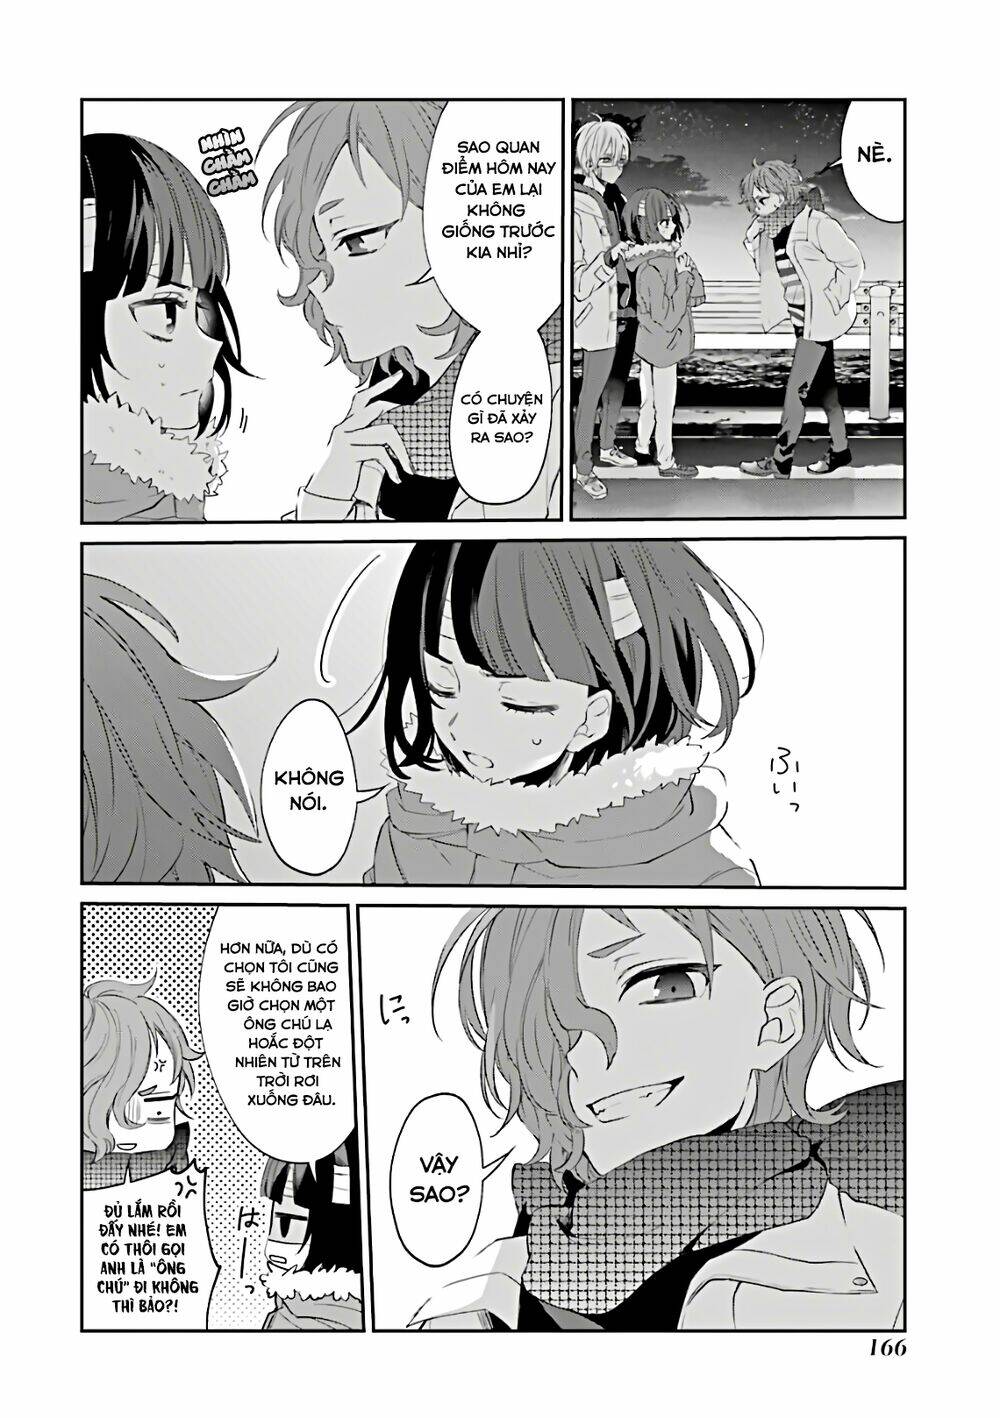 NÈ.
SAO QUAN
ĐIỂM HÔM NAY
CỦA EM LẠI
KHÔNG
GIỐNG TRƯỚC
KIA NHỈ?
CÓ CHUYỆN
GÌ ĐÃ XẢY
RA SAO?
NHÌN
CHẰM
CHẰM
KHÔNG
NÓI.
ふぃーっ
にっ
VẬY
SAO?
HƠN NỮA, DÙ CÓ
CHỌN TÔI CŨNG
SẼ KHÔNG BAO
GIỜ CHỌN MỘT
ÔNG CHÚ LẠ
HOẮC ĐỘT
NHIÊN TỪ TRÊN
TRỜI RƠI
XUỐNG ĐÂU.
はーっ
ĐỦ LẮM RỒI
ĐẤY NHÉ! EM
CÓ THÔI GỌI
ANH LÀ "ÔNG
CHÚ" ĐI KHÔNG
THÌ BẢO?!
166